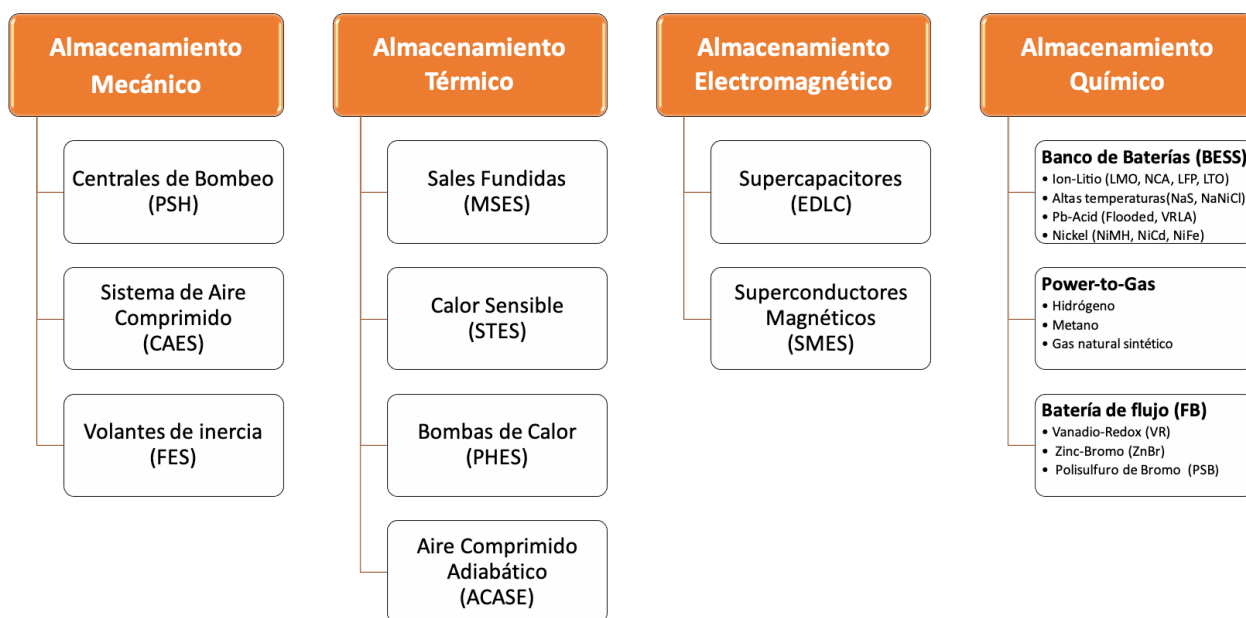 Almacenamiento
Mecánico
Centrales de Bombeo
(PSH)
Sistema de Aire
Comprimido
(CAES)
Volantes de inercia
(FES)
Almacenamiento
Térmico
Sales Fundidas
(MSES)
Calor Sensible
(STES)
Bombas de Calor
(PHES)
Aire Comprimido
Adiabático
(ACASE)
Almacenamiento
Electromagnético
Supercapacitores
(EDLC)
Superconductores
Magnéticos
(SMES)
Almacenamiento
Químico
Banco de Baterías (BESS)
• Ion-Litio (LMO, NCA, LFP, LTO)
• Altas temperaturas(NaS, NaNiCl)
• Pb-Acid (Flooded, VRLA)
• Nickel (NiMH, NiCd, NiFe)
Power-to-Gas
• Hidrógeno
• Metano
• Gas natural sintético
Batería de flujo (FB)
• Vanadio-Redox (VR)
• Zinc-Bromo (ZnBr)
• Polisulfuro de Bromo (PSB)